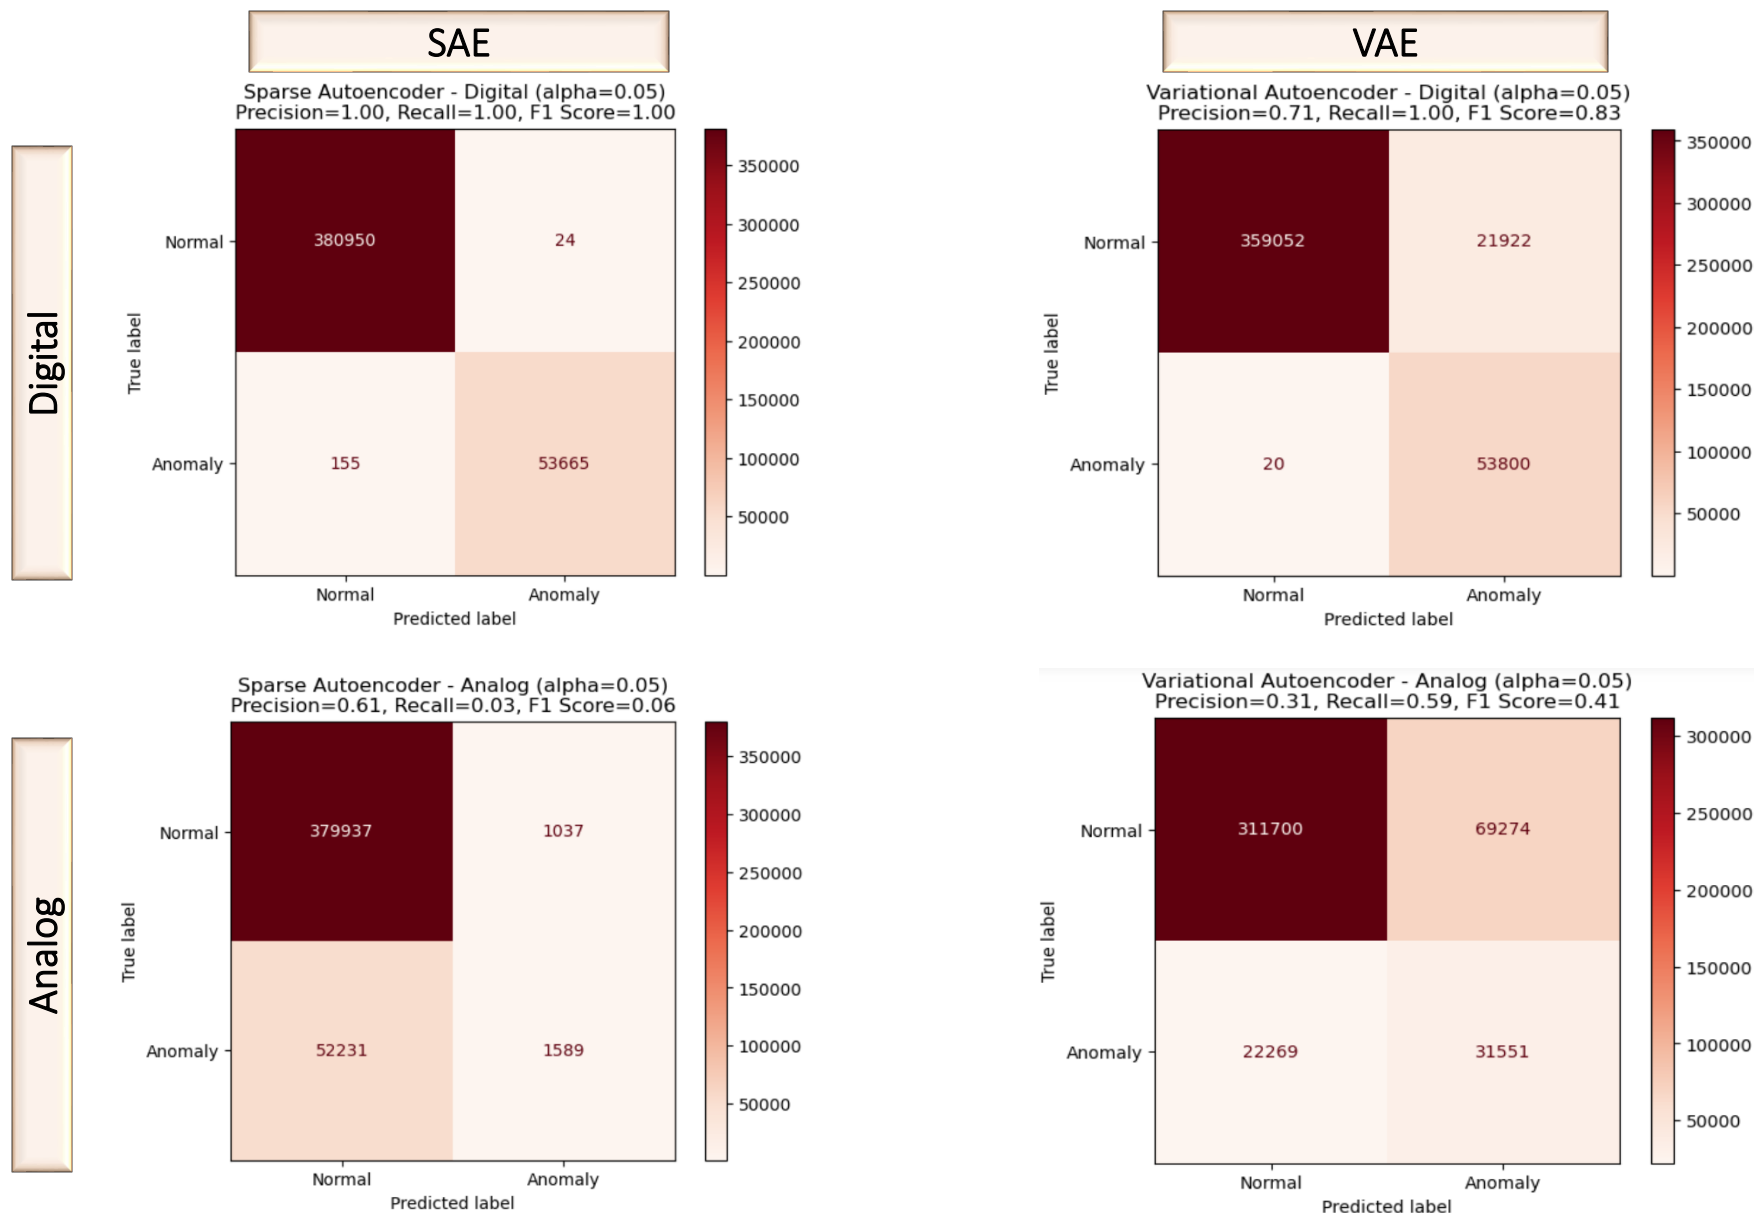 SAE
VAE
Digital
Sparse Autoencoder - Digital (alpha=0.05)
Precision=1.00, Recall=1.00, F1 Score=1.00
True label
Normal
380950
24
Anomaly
155
53665
Normal
Anomaly
Predicted label
350000
300000
250000
200000
150000
100000
50000
Variational Autoencoder - Digital (alpha=0.05)
Precision=0.71, Recall=1.00, F1 Score=0.83
True label
Normal
359052
21922
Anomaly
20
53800
Normal
Anomaly
Predicted label
350000
300000
250000
200000
150000
100000
50000
Analog
Sparse Autoencoder - Analog (alpha=0.05)
Precision=0.61, Recall=0.03, F1 Score=0.06
True label
Normal
379937
1037
Anomaly
52231
1589
Normal
Anomaly
Predicted label
350000
300000
250000
200000
150000
100000
50000
Variational Autoencoder - Analog (alpha=0.05)
Precision=0.31, Recall=0.59, F1 Score=0.41
True label
Normal
311700
69274
Anomaly
22269
31551
Normal
Anomaly
Predicted label
300000
250000
200000
150000
100000
50000